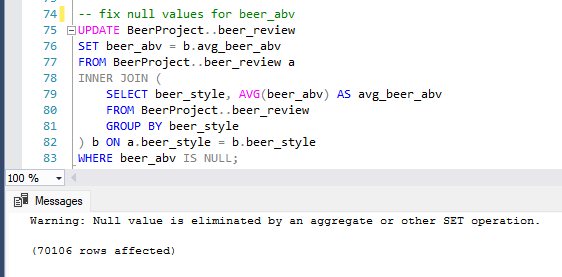 74 -- fix null values for beer_abv
75 UPDATE BeerProject..beer_review
76 SET beer_abv = b.avg_beer_abv
77 FROM BeerProject..beer_review a
78 INNER JOIN (
79 SELECT beer_style, AVG(beer_abv) AS avg_beer_abv
80 FROM BeerProject..beer_review
81 GROUP BY beer_style
82 ) b ON a.beer_style = b.beer_style
83 WHERE beer_abv IS NULL;
100 %
Messages
Warning: Null value is eliminated by an aggregate or other SET operation.
(70106 rows affected)